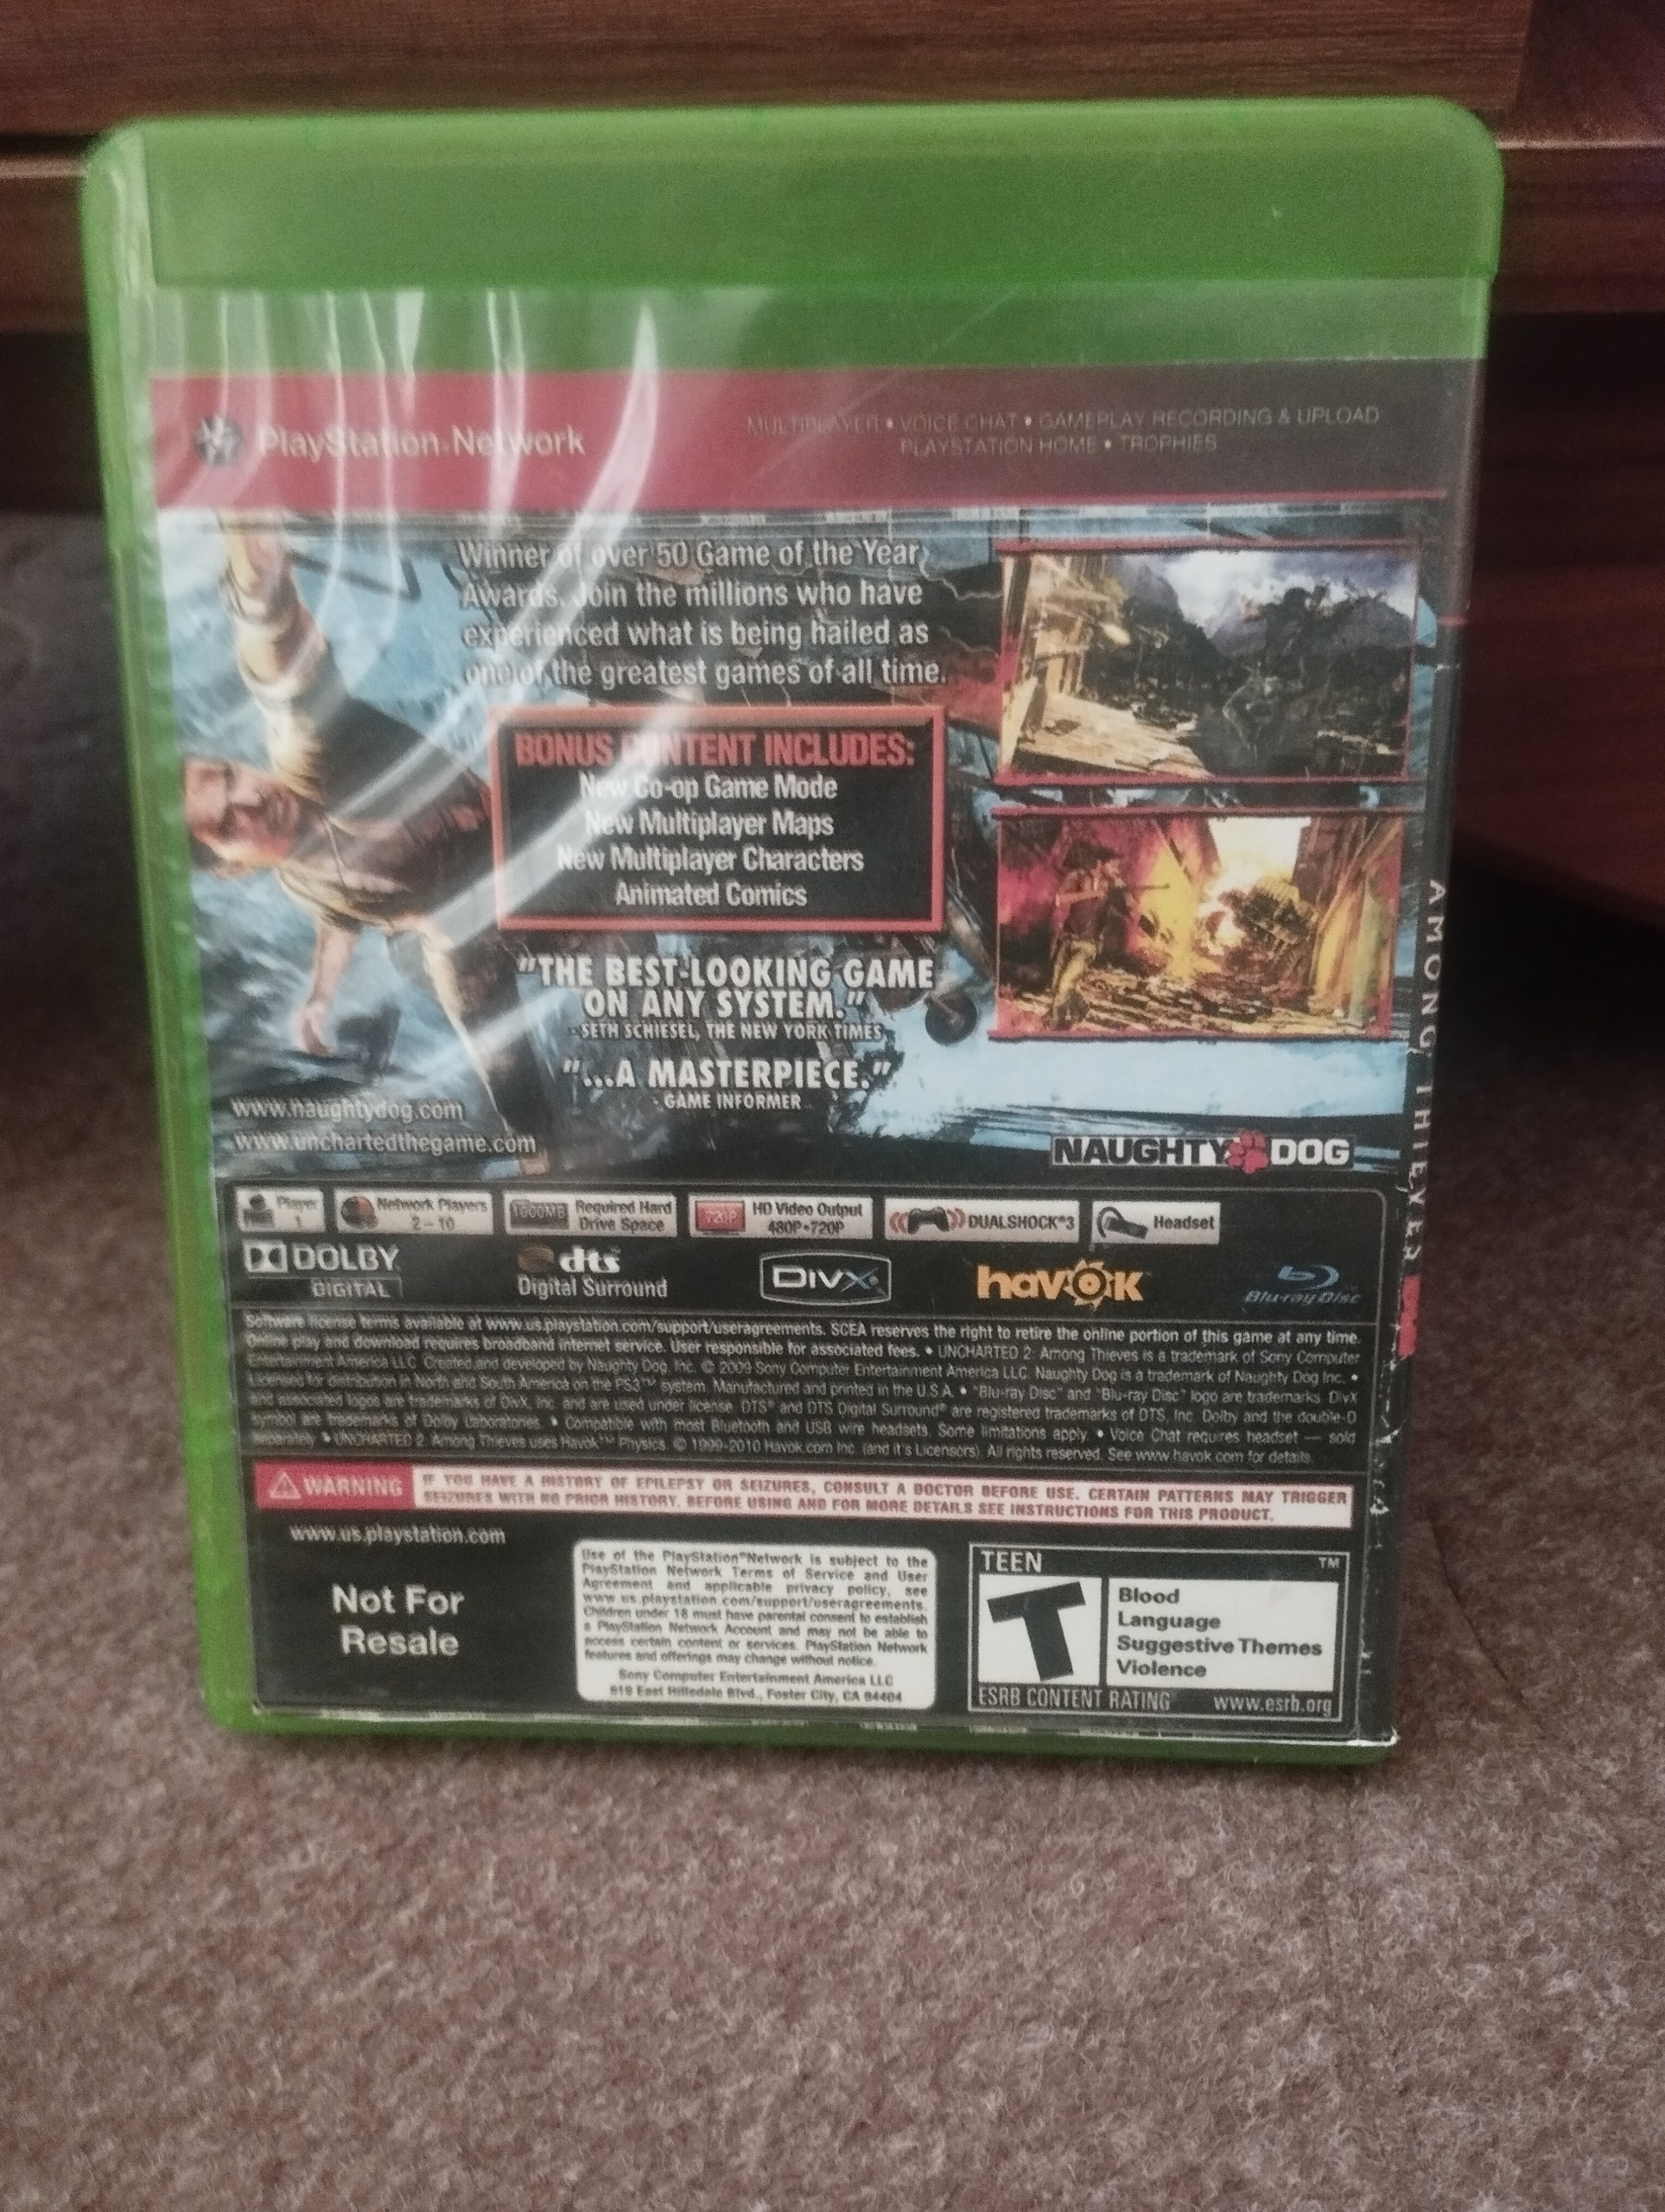 PlayStation Network
MULTIPLAYER • VOICE CHAT • GAMEPLAY RECORDING & UPLOAD
PLAYSTATION HOME • TROPHIES
Winner of over 50 Game of the Year
Awards. Join the millions who have
experienced what is being hailed as
one of the greatest games of all time.
BONUS CONTENT INCLUDES:
New Co-op Game Mode
New Multiplayer Maps
New Multiplayer Characters
Animated Comics
"THE BEST-LOOKING GAME
ON ANY SYSTEM."
- SETH SCHIESEL, THE NEW YORK TIMES
"...A MASTERPIECE."
- GAME INFORMER
www.naughtydog.com
www.unchartedthegame.com
NAUGHTY DOG
AMONG THIEVES
Player
1
Network Players
2-10
Required Hard
Drive Space
720P
HD Video Output
480P•720P
DUALSHOCK®3
Headset
DOLBY
DIGITAL
dts
Digital Surround
DIVX
havok
Blu-ray Disc
Software license terms available at www.us.playstation.com/support/useragreements. SCEA reserves the right to retire the online portion of this game at any time.
Online play and download requires broadband internet service. User responsible for associated fees. • UNCHARTED 2: Among Thieves is a trademark of Sony Computer
Entertainment America LLC. Created and developed by Naughty Dog, Inc. © 2009 Sony Computer Entertainment America LLC. Naughty Dog is a trademark of Naughty Dog Inc. •
Licensed for distribution in North and South America on the PS3™ system. Manufactured and printed in the U.S.A. • "Blu-ray Disc" and "Blu-ray Disc" logo are trademarks. DivX
and associated logos are trademarks of DivX, Inc. and are used under license. DTS® and DTS Digital Surround® are registered trademarks of DTS, Inc. Dolby and the double-D
symbol are trademarks of Dolby Laboratories. • Compatible with most Bluetooth and USB wire headsets. Some limitations apply. • Voice Chat requires headset — sold
separately. • UNCHARTED 2: Among Thieves uses Havok™ Physics. © 1999-2010 Havok.com Inc. (and it's Licensors). All rights reserved. See www.havok.com for details.
WARNING
IF YOU HAVE A HISTORY OF EPILEPSY OR SEIZURES, CONSULT A DOCTOR BEFORE USE. CERTAIN PATTERNS MAY TRIGGER
SEIZURES WITH NO PRIOR HISTORY. BEFORE USING AND FOR MORE DETAILS SEE INSTRUCTIONS FOR THIS PRODUCT.
www.us.playstation.com
Not For
Resale
Use of the PlayStation®Network is subject to the
PlayStation Network Terms of Service and User
Agreement and applicable privacy policy, see
www.us.playstation.com/support/useragreements.
Children under 18 must have parental consent to establish
a PlayStation Network Account and may not be able to
access certain content or services. PlayStation Network
features and offerings may change without notice.
Sony Computer Entertainment America LLC
919 East Hillsdale Blvd., Foster City, CA 94404
TEEN
TM
T
Blood
Language
Suggestive Themes
Violence
ESRB CONTENT RATING
www.esrb.org